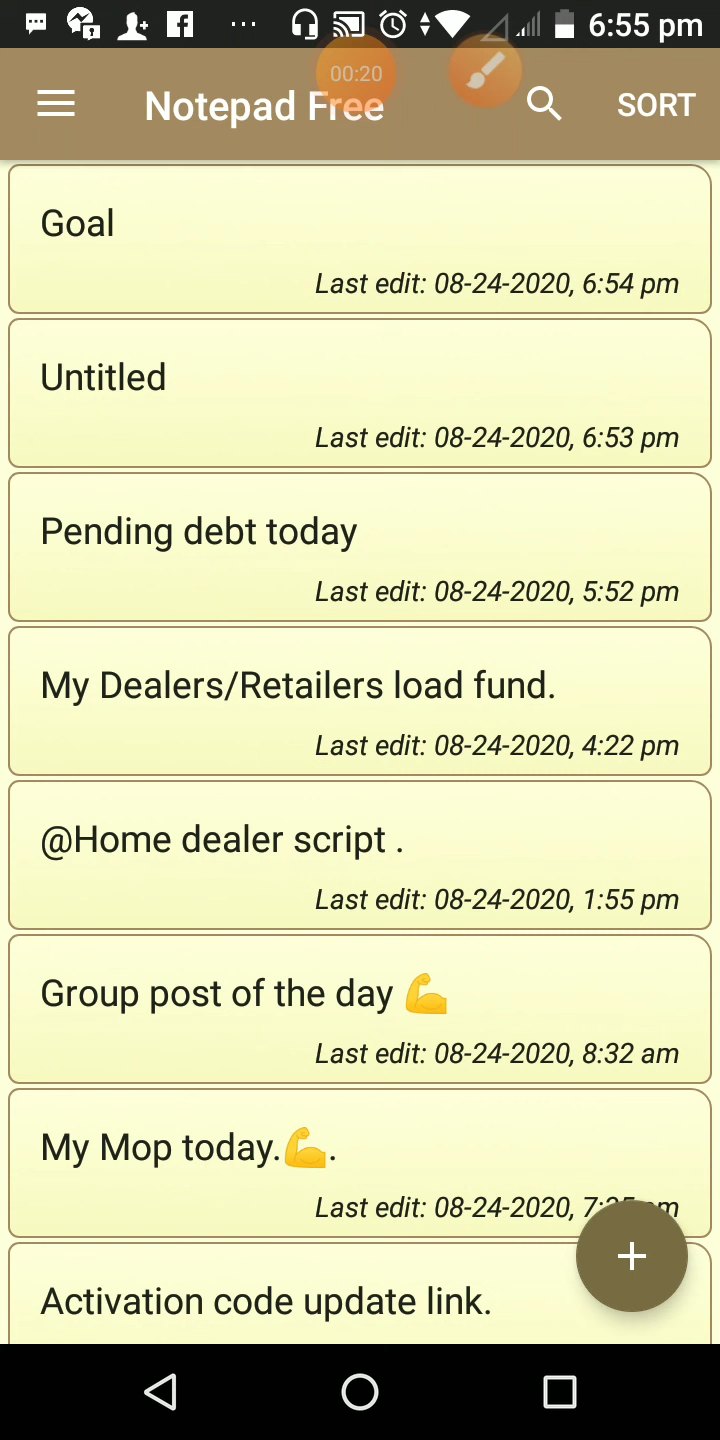 6:55 pm
00:20
Notepad Free
SORT
Goal
Last edit: 08-24-2020, 6:54 pm
Untitled
Last edit: 08-24-2020, 6:53 pm
Pending debt today
Last edit: 08-24-2020, 5:52 pm
My Dealers/Retailers load fund.
Last edit: 08-24-2020, 4:22 pm
@Home dealer script .
Last edit: 08-24-2020, 1:55 pm
Group post of the day 💪
Last edit: 08-24-2020, 8:32 am
My Mop today.💪.
Last edit: 08-24-2020,
Activation code update link.